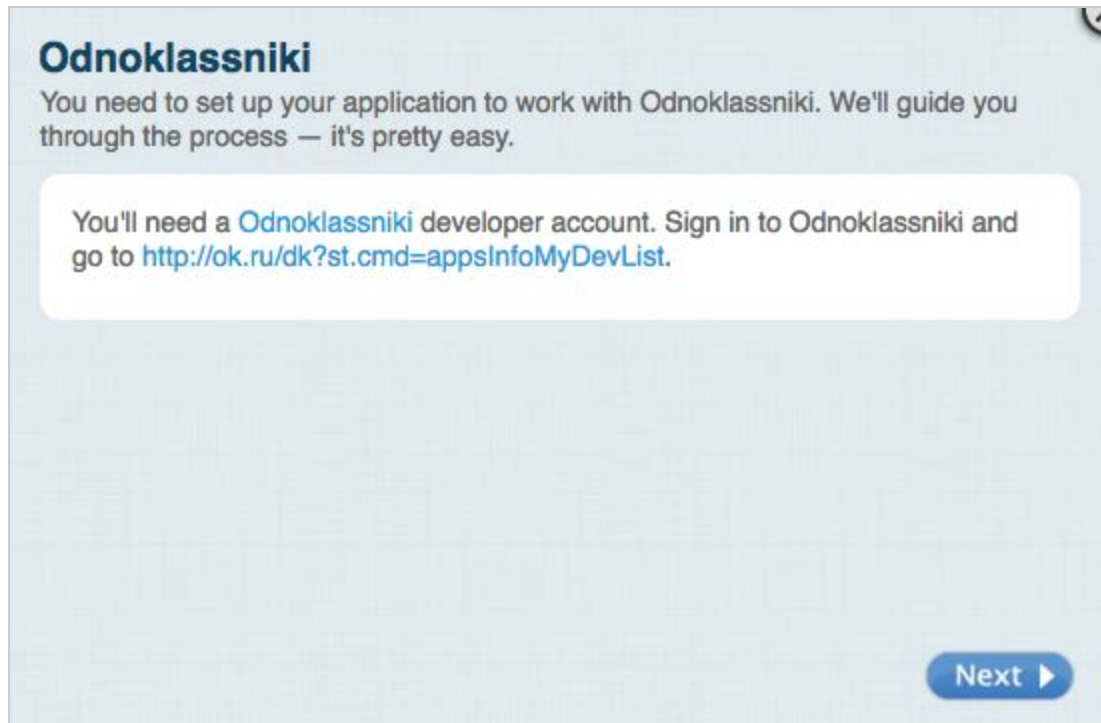 Odnoklassniki
You need to set up your application to work with Odnoklassniki. We'll guide you
through the process — it's pretty easy.
You'll need a Odnoklassniki developer account. Sign in to Odnoklassniki and
go to http://ok.ru/dk?st.cmd=appsInfoMyDevList.
Next